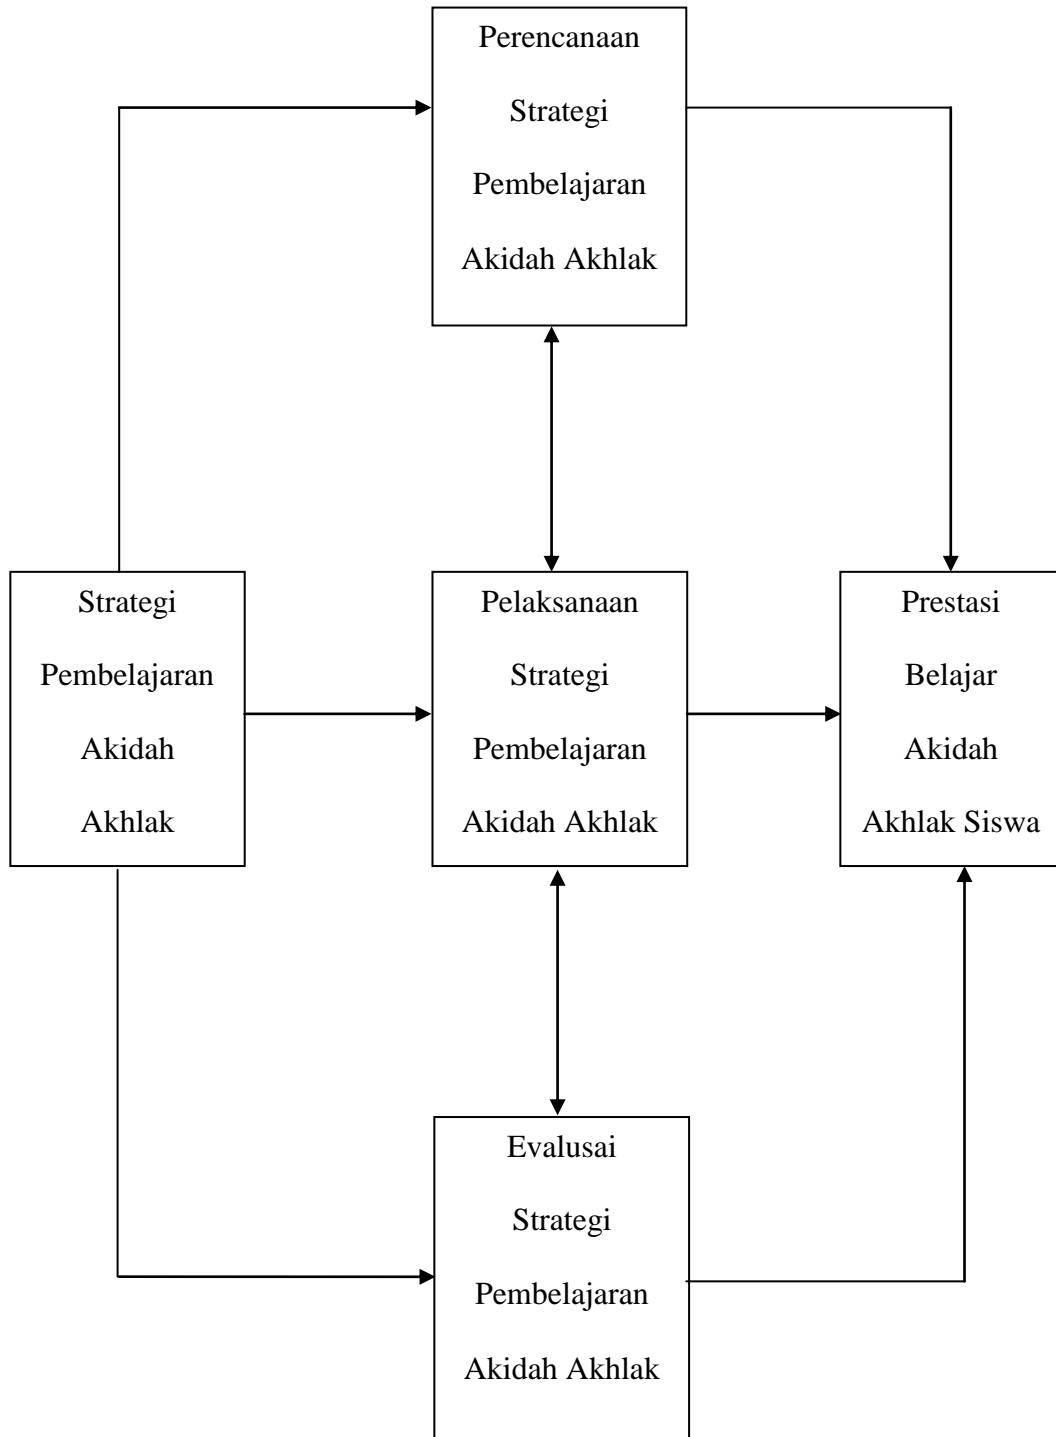 Perencanaan
Strategi
Pembelajaran
Akidah Akhlak
Strategi
Pembelajaran
Akidah
Akhlak
Pelaksanaan
Strategi
Pembelajaran
Akidah Akhlak
Prestasi
Belajar
Akidah
Akhlak Siswa
Evalusai
Strategi
Pembelajaran
Akidah Akhlak